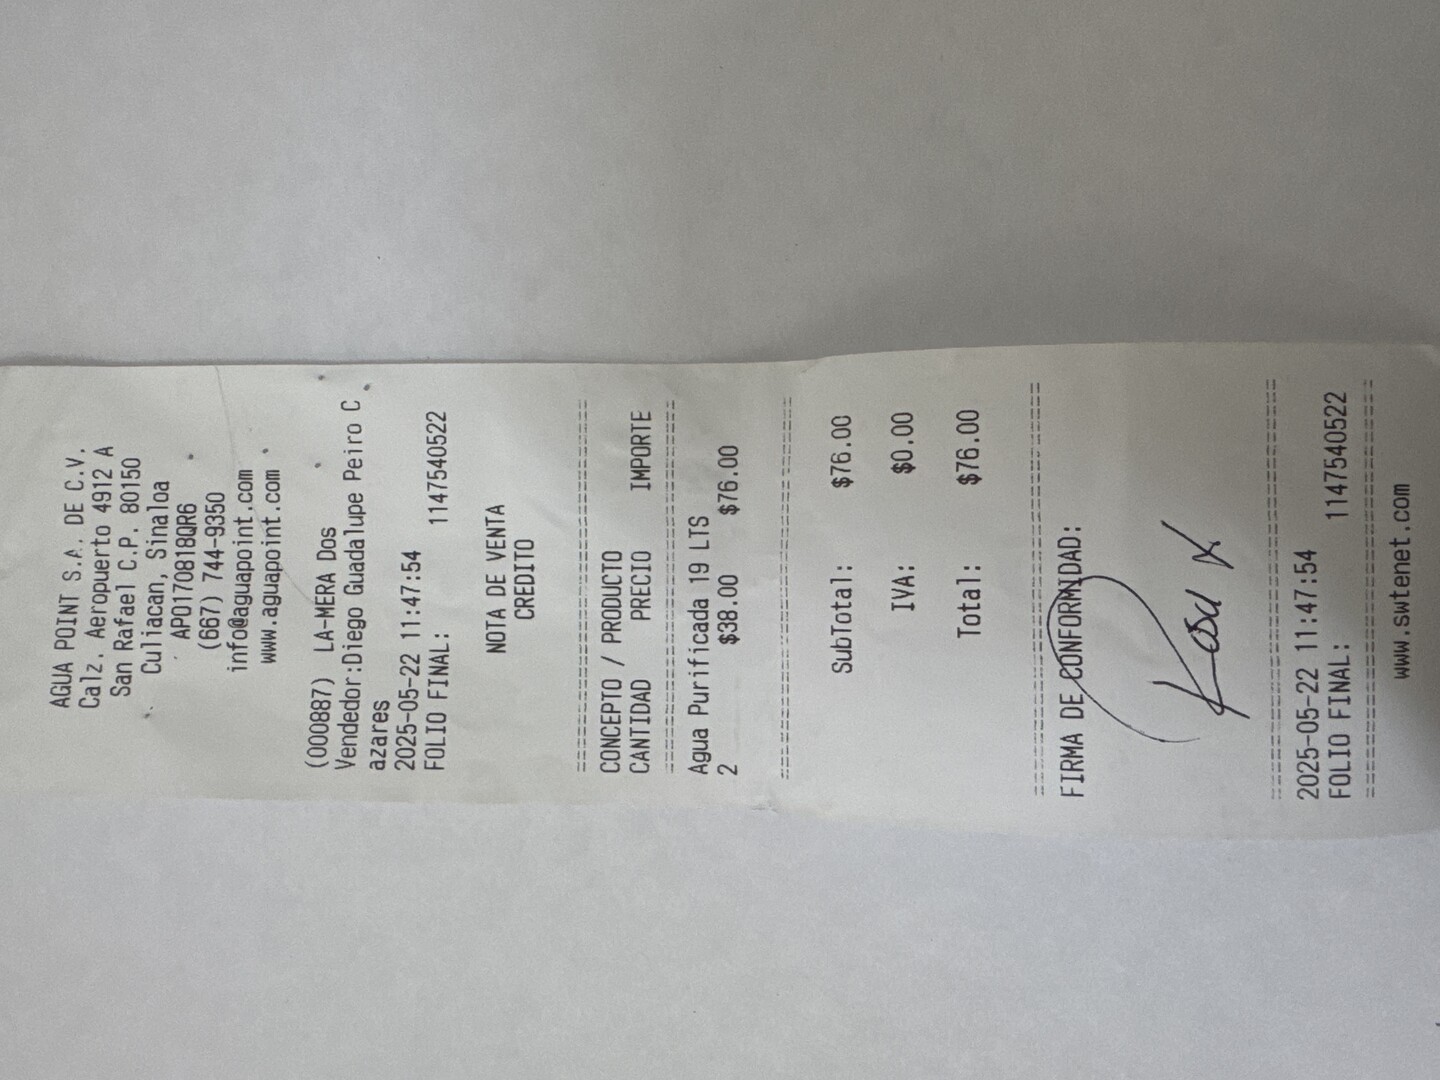 AGUA POINT S.A. DE C.V.
Calz. Aeropuerto 4912 A
San Rafael C.P. 80150
Culiacan, Sinaloa
APO170818QR6
(667) 744-9350
info@aguapoint.com
www.aguapoint.com
(000887) LA-MERA Dos
Vendedor:Diego Guadalupe Peiro C
azares
2025-05-22 11:47:54
FOLIO FINAL: 1147540522
NOTA DE VENTA
CREDITO
================================
CONCEPTO / PRODUCTO
CANTIDAD PRECIO IMPORTE
================================
Agua Purificada 19 LTS
2 $38.00 $76.00
================================
SubTotal: $76.00
IVA: $0.00
Total: $76.00
================================
FIRMA DE CONFORMIDAD:
Rosa X
================================
2025-05-22 11:47:54
FOLIO FINAL: 1147540522
================================
www.swtenet.com